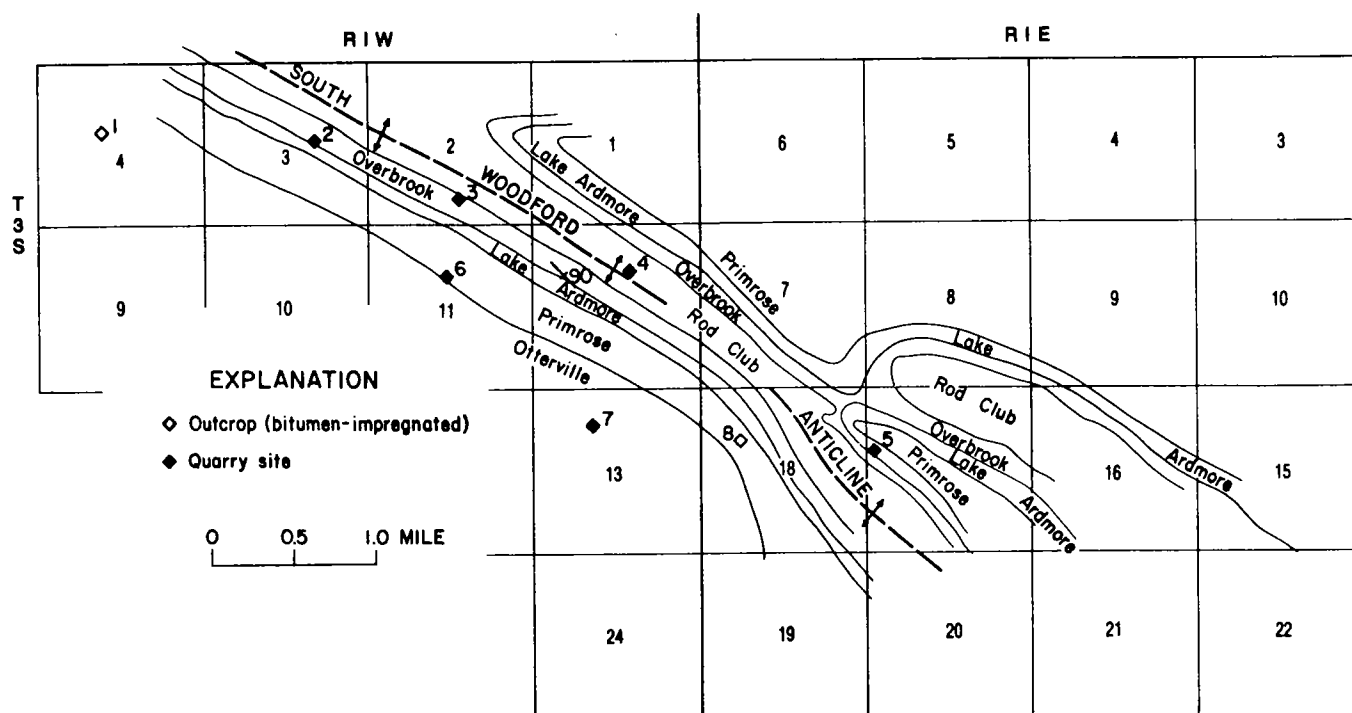 RIW
RIE
T
3
S
SOUTH
WOODFORD
ANTICLINE
1
4
2
3
Overbrook
2
3
1
Lake Ardmore
6
5
4
3
Primrose
7
Overbrook
4
9
Lake
Ardmore
6
9
10
11
Primrose
Otterville
Rod Club
8
9
10
Lake
Ardmore
Rod Club
Overbrook
Lake
Ardmore
Primrose
5
7
8
13
18
16
15
24
19
20
21
22
EXPLANATION
Outcrop (bitumen-impregnated)
Quarry site
0 0.5 1.0 MILE